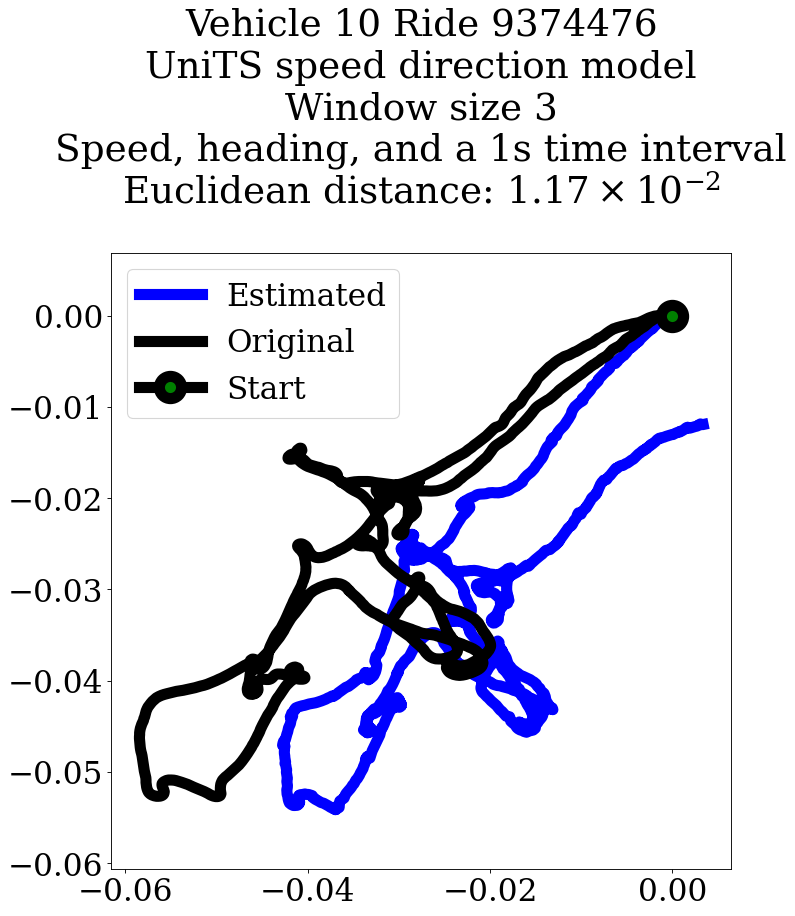 Vehicle 10 Ride 9374476
UniTS speed direction model
Window size 3
Speed, heading, and a 1s time interval
Euclidean distance: $1.17 \times 10^{-2}$
Estimated
Original
Start
0.00
−0.01
−0.02
−0.03
−0.04
−0.05
−0.06
−0.06 −0.04 −0.02 0.00